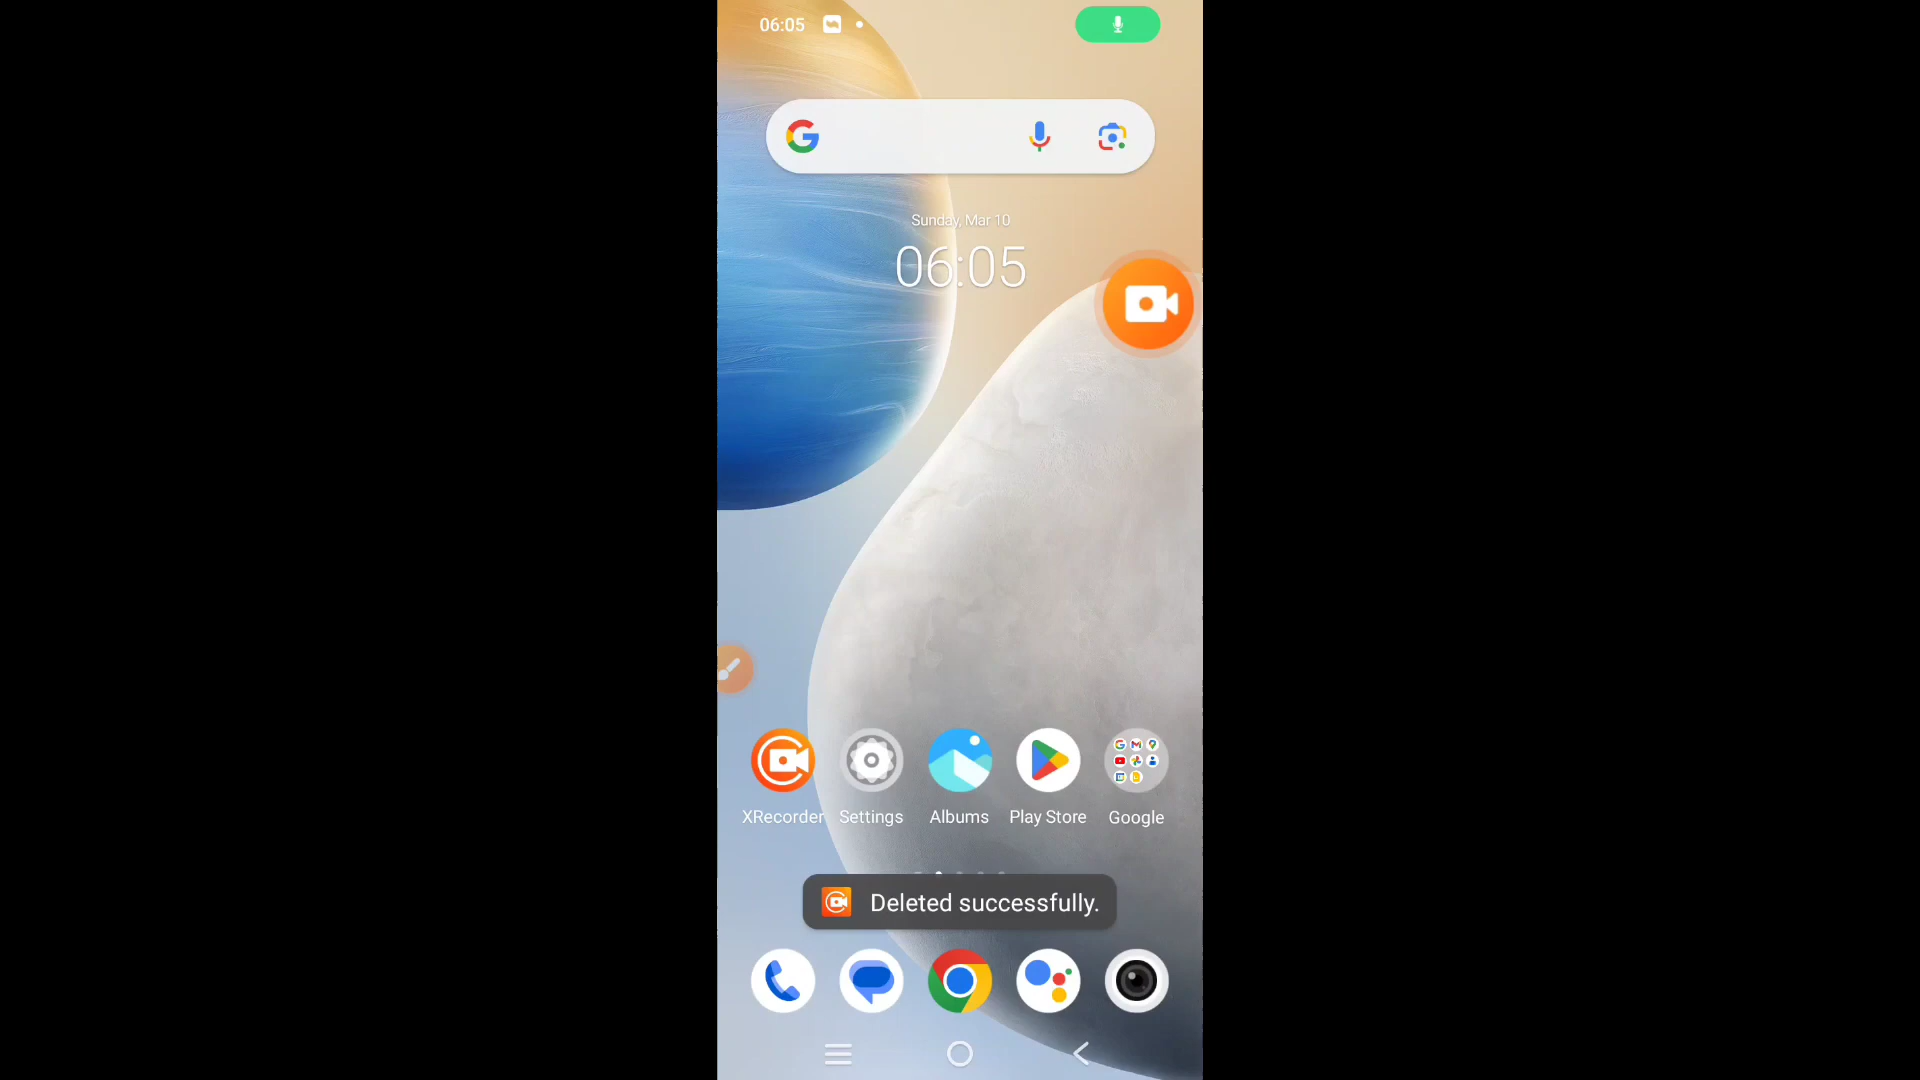 06:05
Sunday, Mar 10
06:05
XRecorder Settings Albums Play Store Google
Deleted successfully.